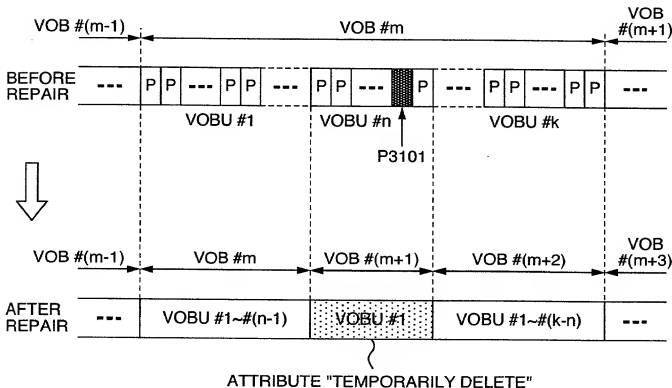 VOB #(m-1) VOB #m VOB #(m+1)
BEFORE REPAIR --- P P --- P P --- P P --- P --- P P --- P P ---
VOBU #1 VOBU #n VOBU #k
P3101
VOB #(m-1) VOB #m VOB #(m+1) VOB #(m+2) VOB #(m+3)
AFTER REPAIR --- VOBU #1~#(n-1) VOBU #1 VOBU #1~#(k-n) ---
ATTRIBUTE "TEMPORARILY DELETE"